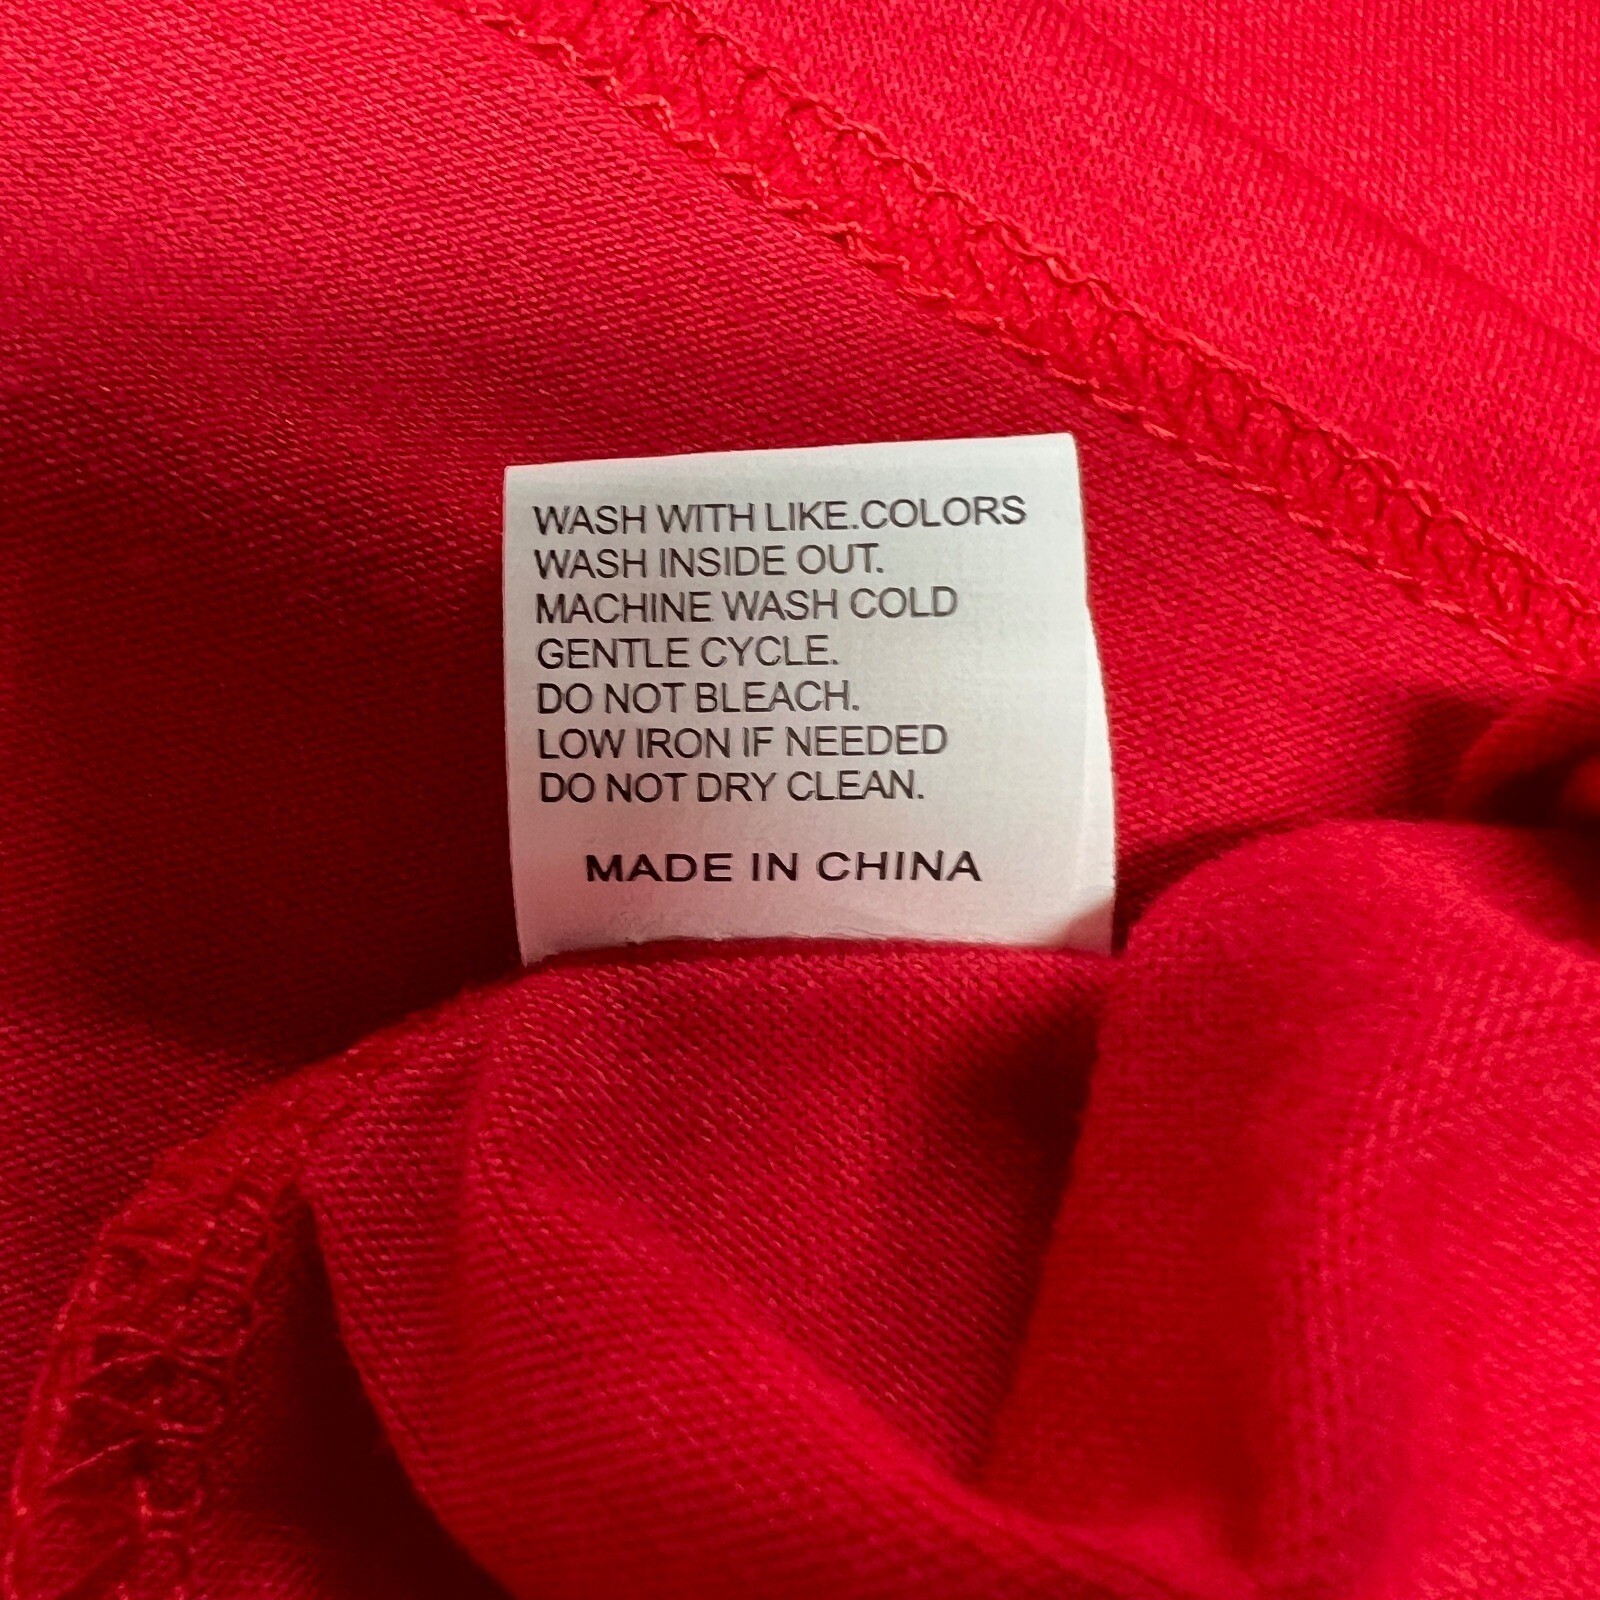 WASH WITH LIKE.COLORS
WASH INSIDE OUT.
MACHINE WASH COLD
GENTLE CYCLE.
DO NOT BLEACH.
LOW IRON IF NEEDED
DO NOT DRY CLEAN.
MADE IN CHINA